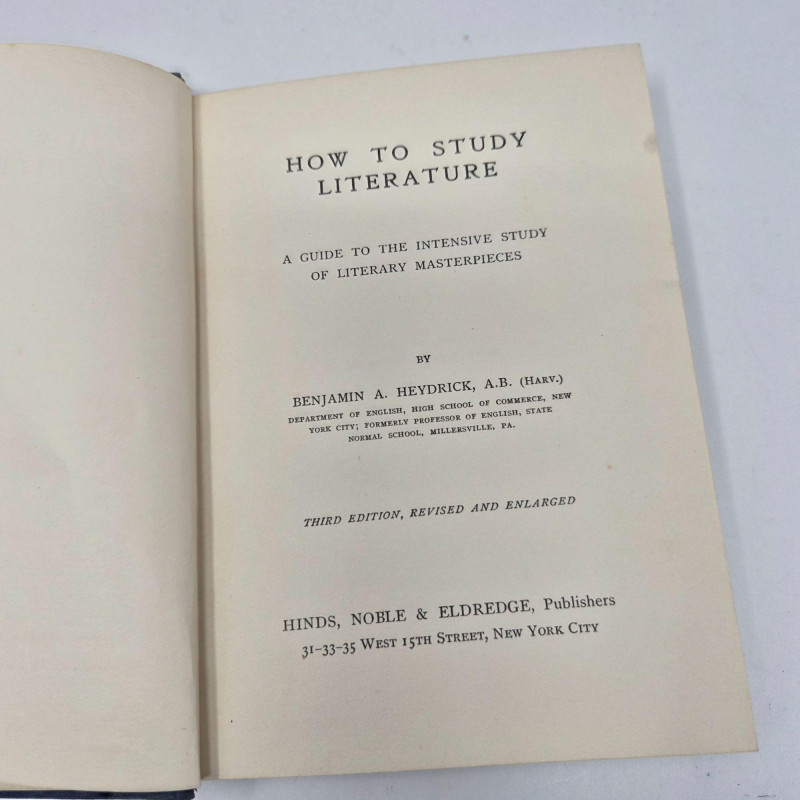 HOW TO STUDY
LITERATURE
A GUIDE TO THE INTENSIVE STUDY
OF LITERARY MASTERPIECES
BY
BENJAMIN A. HEYDRICK, A.B. (HARV.)
DEPARTMENT OF ENGLISH, HIGH SCHOOL OF COMMERCE, NEW
YORK CITY; FORMERLY PROFESSOR OF ENGLISH, STATE
NORMAL SCHOOL, MILLERSVILLE, PA.
THIRD EDITION, REVISED AND ENLARGED
HINDS, NOBLE & ELDREDGE, Publishers
31-33-35 WEST 15TH STREET, NEW YORK CITY